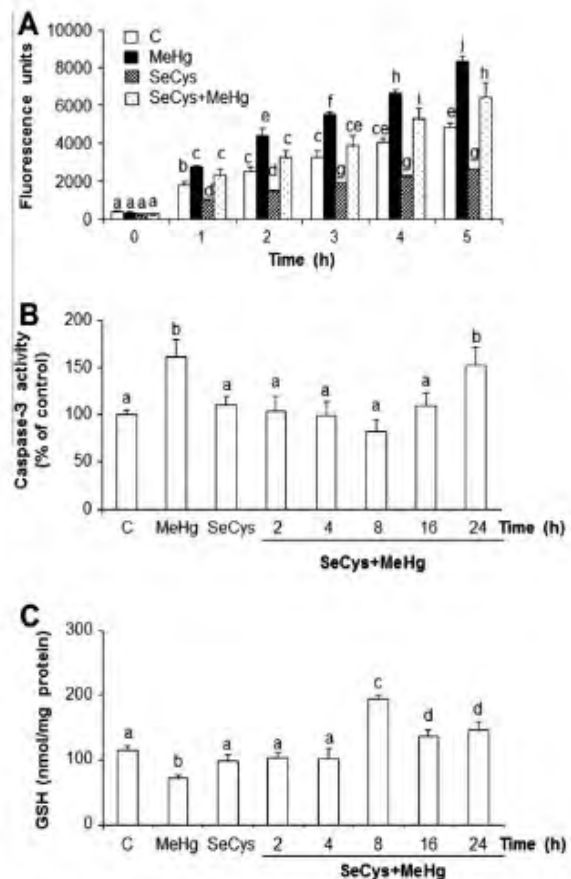 A
10000
8000
6000
4000
2000
0
Fluorescence units
C
MeHg
SeCys
SeCys+MeHg
a a a a
b c d c
c e d c
c f g ce
ce h g i
e j g h
0 1 2 3 4 5
Time (h)
B
200
150
100
50
0
Caspase-3 activity
(% of control)
a b a a a a a b
C MeHg SeCys 2 4 8 16 24 Time (h)
SeCys+MeHg
C
300
200
100
0
GSH (nmol/mg protein)
a b a a a c d d
C MeHg SeCys 2 4 8 16 24 Time (h)
SeCys+MeHg